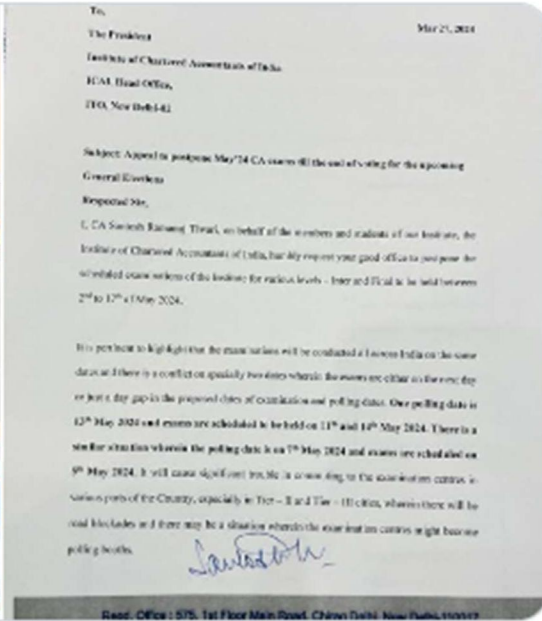 To,
Mar 27, 2024
The President
Institute of Chartered Accountants of India
ICAI, Head Office,
ITO, New Delhi-02
Subject: Appeal to postpone May'24 CA exams till the end of voting for the upcoming
General Elections
Respected Sir,
I, CA Santosh Tiwari, on behalf of the members and students of our Institute, the
Institute of Chartered Accountants of India, humbly request your good office to postpone the
scheduled examinations of the Institute for various levels – Inter and Final to be held between
2nd to 17th of May 2024.
It is pertinent to highlight that the examinations will be conducted all across India on the same
dates and there is a conflict on specially two dates wherein the exams are either on the next day
or just a day gap in the proposed dates of examination and polling dates. One polling date is
13th May 2024 and exams are scheduled to be held on 11th and 14th May 2024. There is a
similar situation wherein the polling date is on 7th May 2024 and exams are scheduled on
9th May 2024. It will cause significant trouble in commuting to the examination centres in
various parts of the Country, especially in Tier – II and Tier – III cities, wherein there will be
road blockades and there may be a situation wherein the examination centres might become
polling booths.
Regd. Office : 575, 1st Floor Main Road, Chirag Delhi, New Delhi-110017